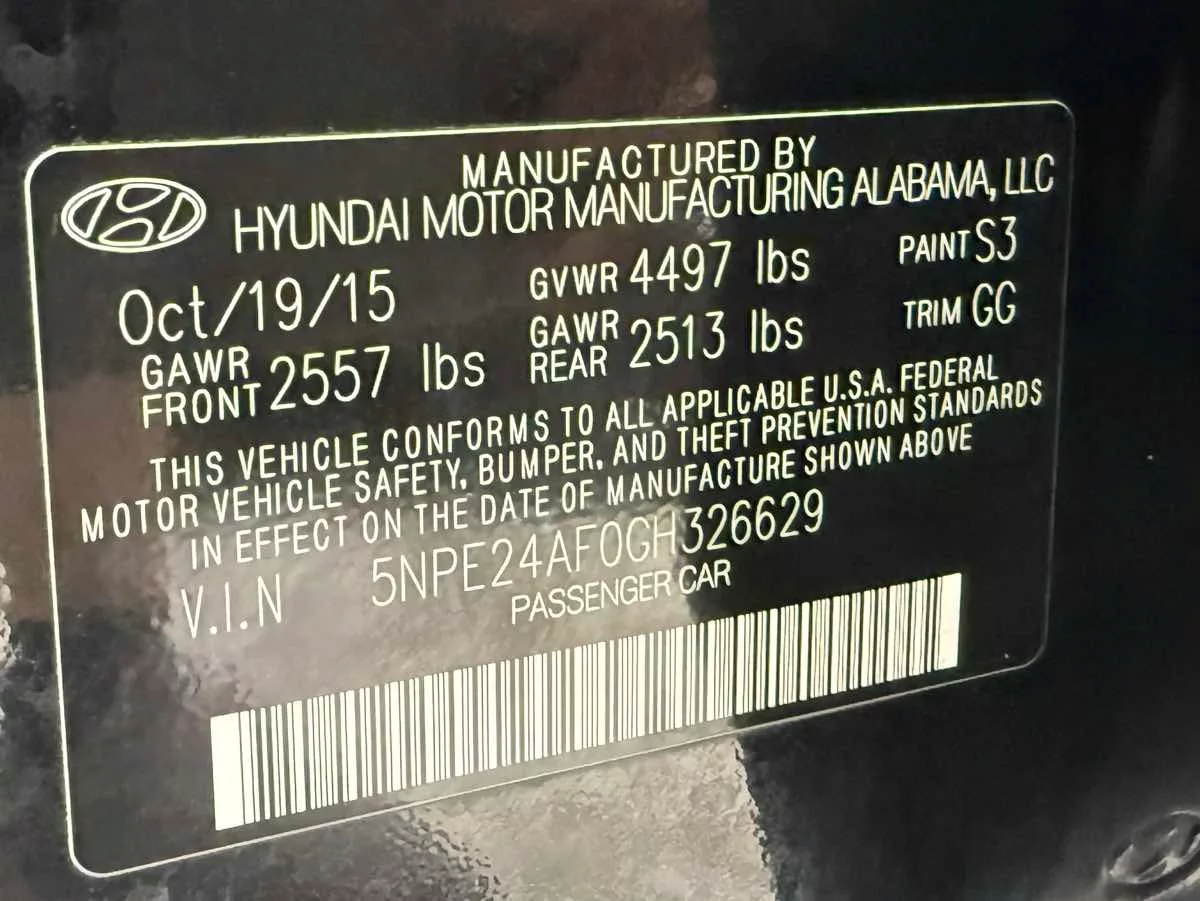 MANUFACTURED BY
HYUNDAI MOTOR MANUFACTURING ALABAMA, LLC
Oct/19/15 GVWR 4497 lbs PAINT S3
GAWR FRONT 2557 lbs GAWR REAR 2513 lbs TRIM GG
THIS VEHICLE CONFORMS TO ALL APPLICABLE U.S.A. FEDERAL
MOTOR VEHICLE SAFETY, BUMPER, AND THEFT PREVENTION STANDARDS
IN EFFECT ON THE DATE OF MANUFACTURE SHOWN ABOVE
V.I.N 5NPE24AF0GH326629
PASSENGER CAR